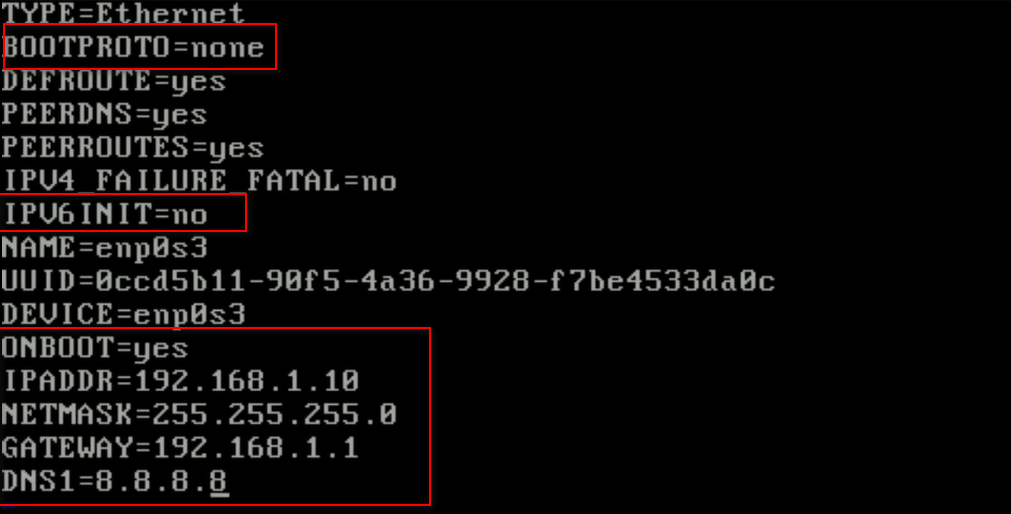 TYPE=Ethernet
BOOTPROTO=none
DEFROUTE=yes
PEERDNS=yes
PEERROUTES=yes
IPV4_FAILURE_FATAL=no
IPV6INIT=no
NAME=enp0s3
UUID=0ccd5b11-90f5-4a36-9928-f7be4533da0c
DEVICE=enp0s3
ONBOOT=yes
IPADDR=192.168.1.10
NETMASK=255.255.255.0
GATEWAY=192.168.1.1
DNS1=8.8.8.8